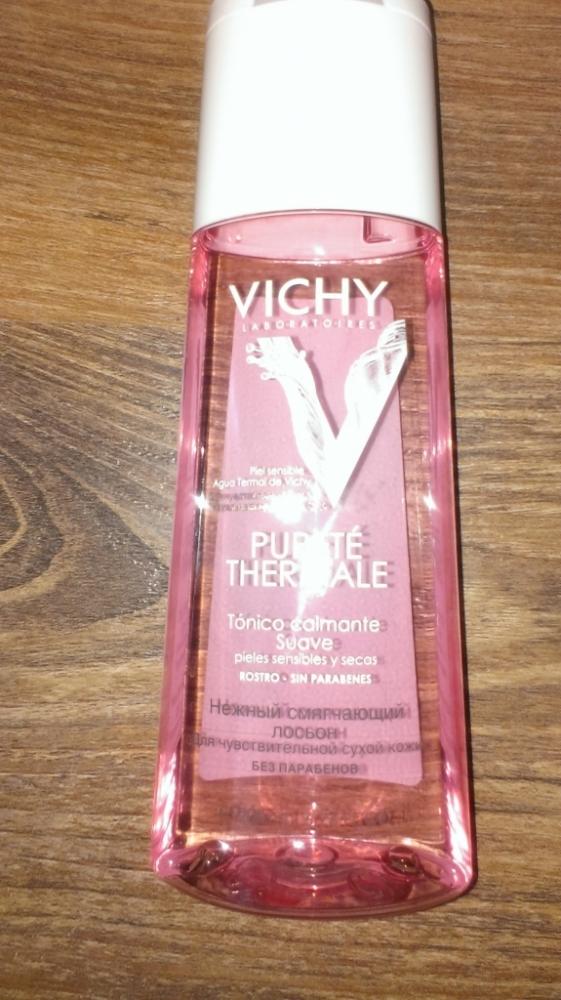 VICHY
LABORATOIRES
Piel sensible
Agua Termal de Vichy
PURETÉ
THERMALE
Tónico calmante
Suave
pieles sensibles y secas
ROSTRO - SIN PARABENES
Нежный смягчающий
лосьон
Для чувствительной сухой кожи
БЕЗ ПАРАБЕНОВ